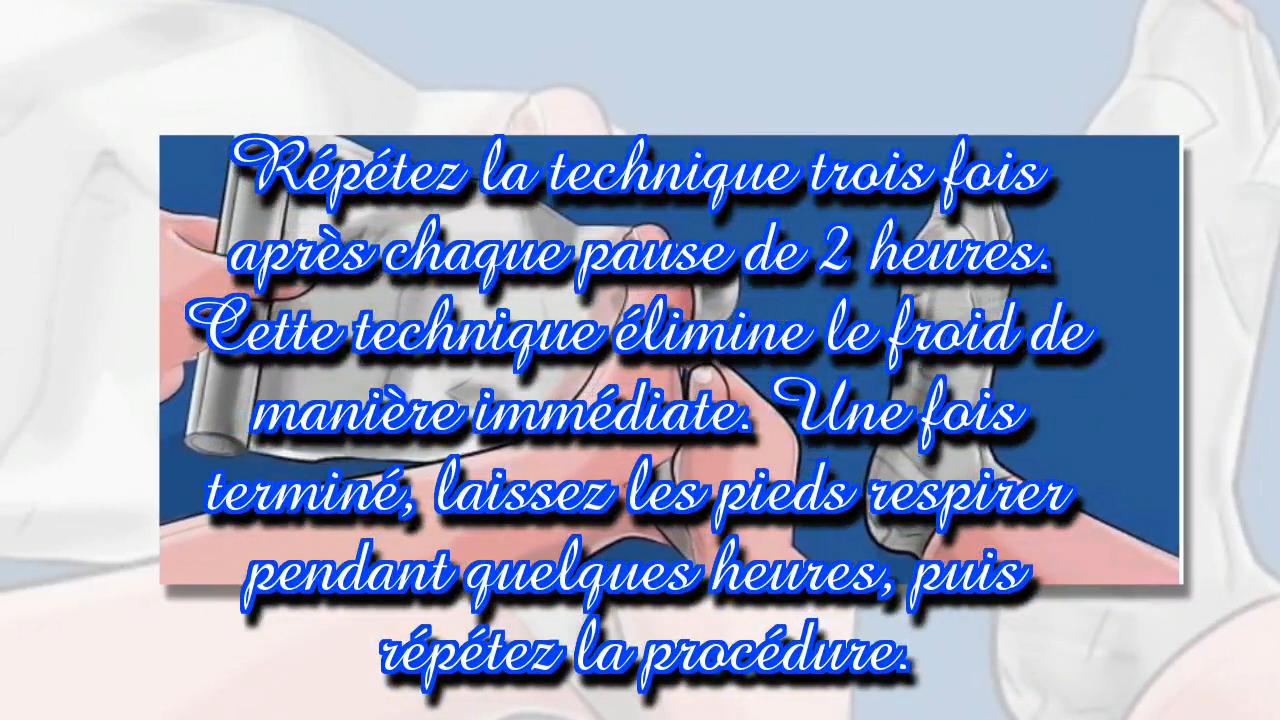 Répétez la technique trois fois
après chaque pause de 2 heures.
Cette technique élimine le froid de
manière immédiate. Une fois
terminé, laissez les pieds respirer
pendant quelques heures, puis
répétez la procédure.